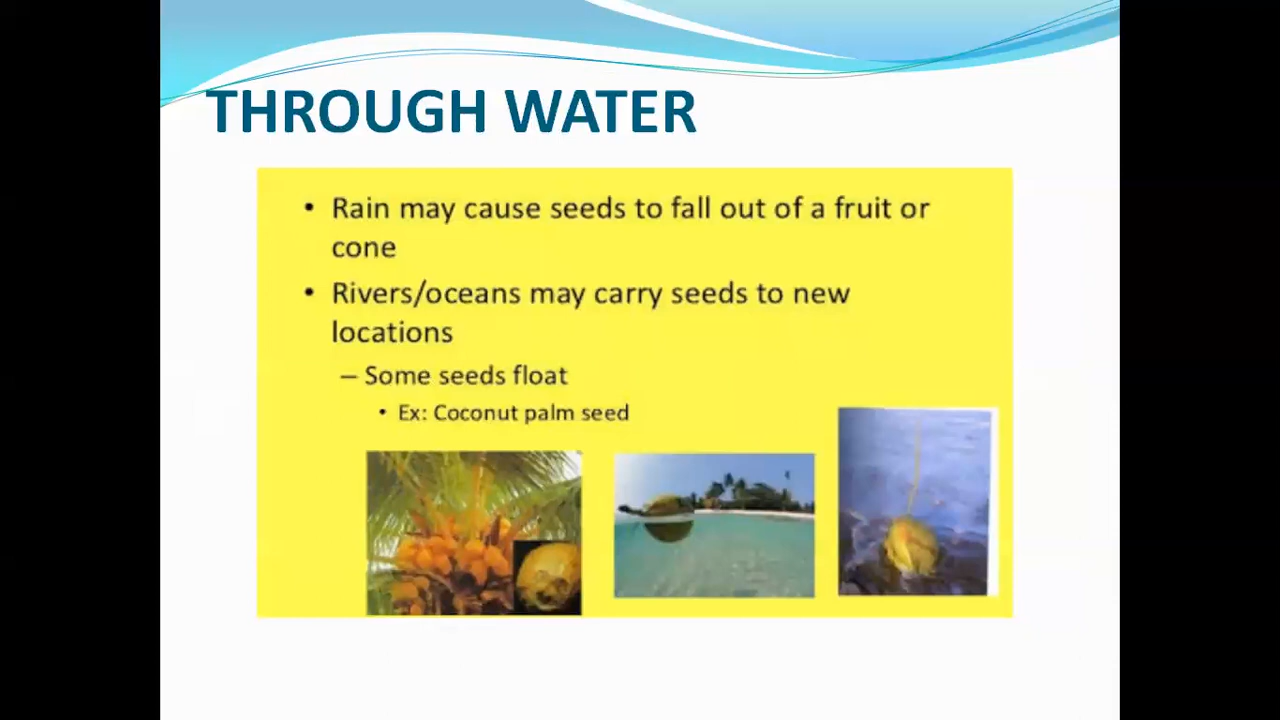 THROUGH WATER
• Rain may cause seeds to fall out of a fruit or
cone
• Rivers/oceans may carry seeds to new
locations
– Some seeds float
• Ex: Coconut palm seed